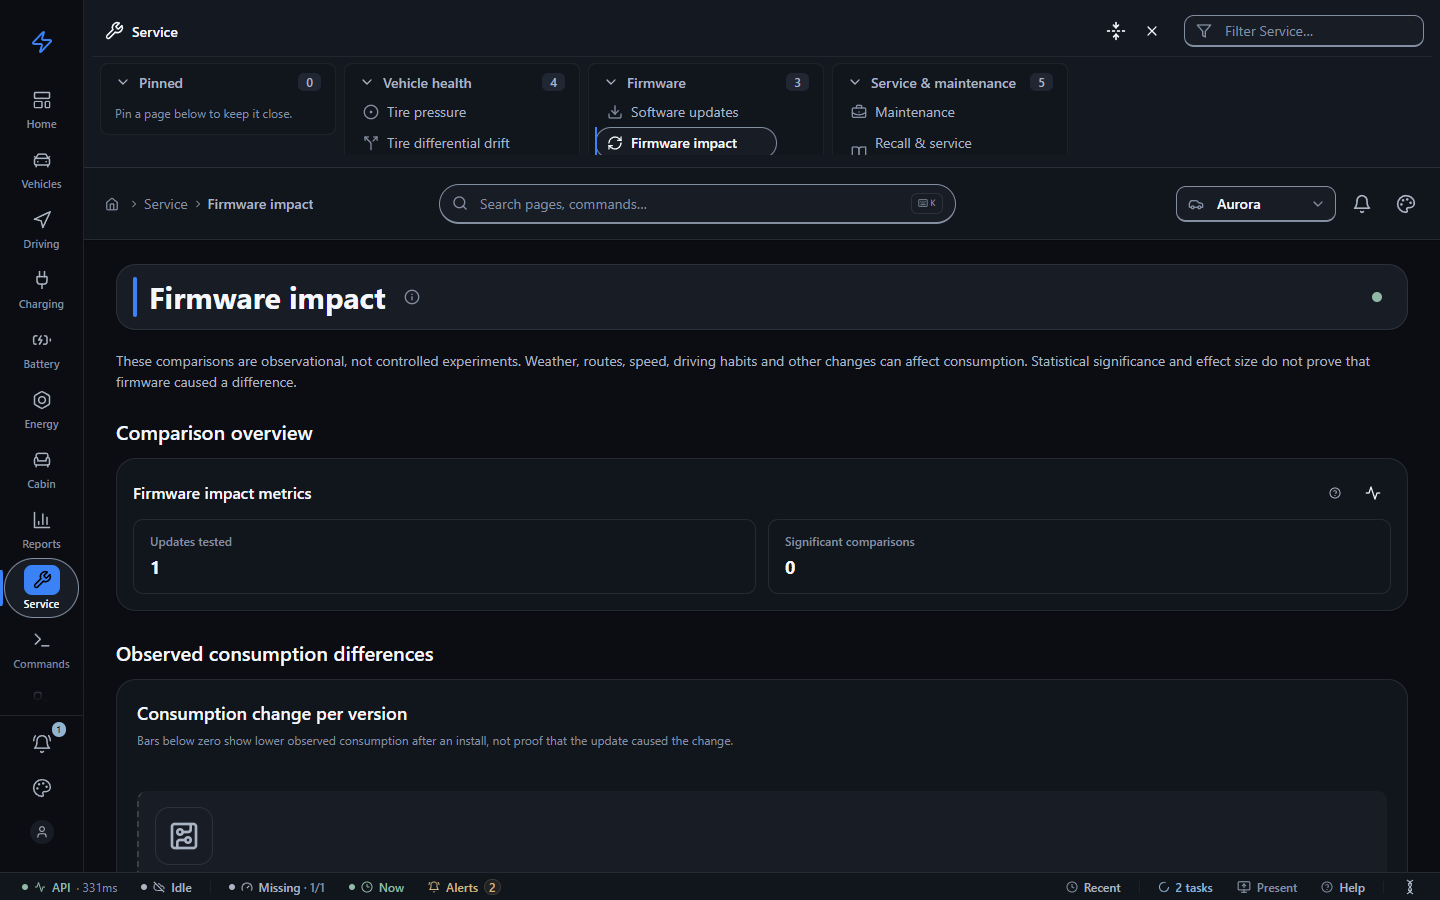 Service
Filter Service...
Pinned
0
Pin a page below to keep it close.
Vehicle health
4
Tire pressure
Tire differential drift
Firmware
3
Software updates
Firmware impact
Service & maintenance
5
Maintenance
Recall & service
Home
Vehicles
Driving
Charging
Battery
Energy
Cabin
Reports
Service
Commands
1
Service
Firmware impact
Search pages, commands...
K
Aurora
Firmware impact
These comparisons are observational, not controlled experiments. Weather, routes, speed, driving habits and other changes can affect consumption. Statistical significance and effect size do not prove that
firmware caused a difference.
Comparison overview
Firmware impact metrics
Updates tested
1
Significant comparisons
0
Observed consumption differences
Consumption change per version
Bars below zero show lower observed consumption after an install, not proof that the update caused the change.
API · 331ms
Idle
Missing · 1/1
Now
Alerts 2
Recent
2 tasks
Present
Help